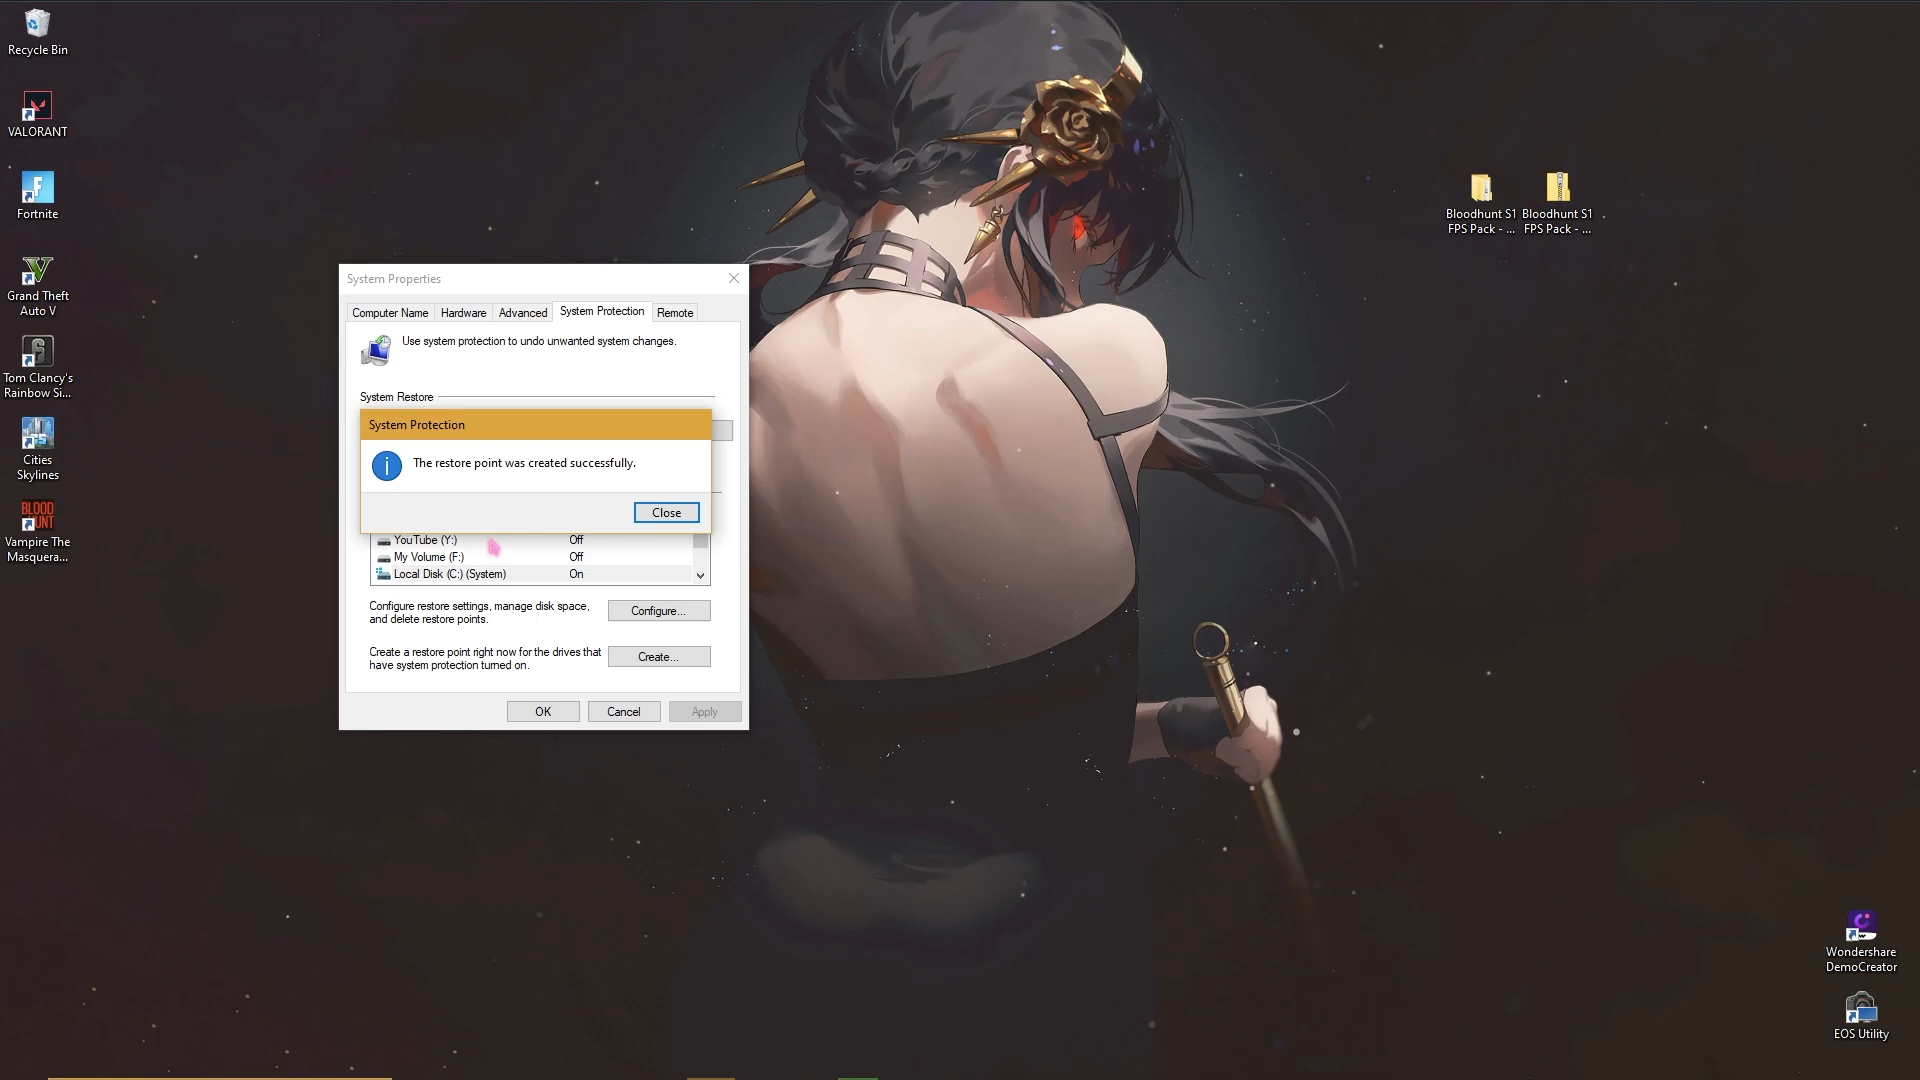 Recycle Bin
VALORANT
Fortnite
Grand Theft
Auto V
Tom Clancy's
Rainbow Si...
Cities
Skylines
BLOOD
HUNT
Vampire The
Masquera...
System Properties
Computer Name
Hardware
Advanced
System Protection
Remote
Use system protection to undo unwanted system changes.
System Restore
System Protection
The restore point was created successfully.
Close
YouTube (Y:) Off
My Volume (F:) Off
Local Disk (C:) (System) On
Configure restore settings, manage disk space,
and delete restore points.
Configure...
Create a restore point right now for the drives that
have system protection turned on.
Create...
OK
Cancel
Apply
Bloodhunt S1
FPS Pack - ...
Bloodhunt S1
FPS Pack - ...
Wondershare
DemoCreator
EOS Utility